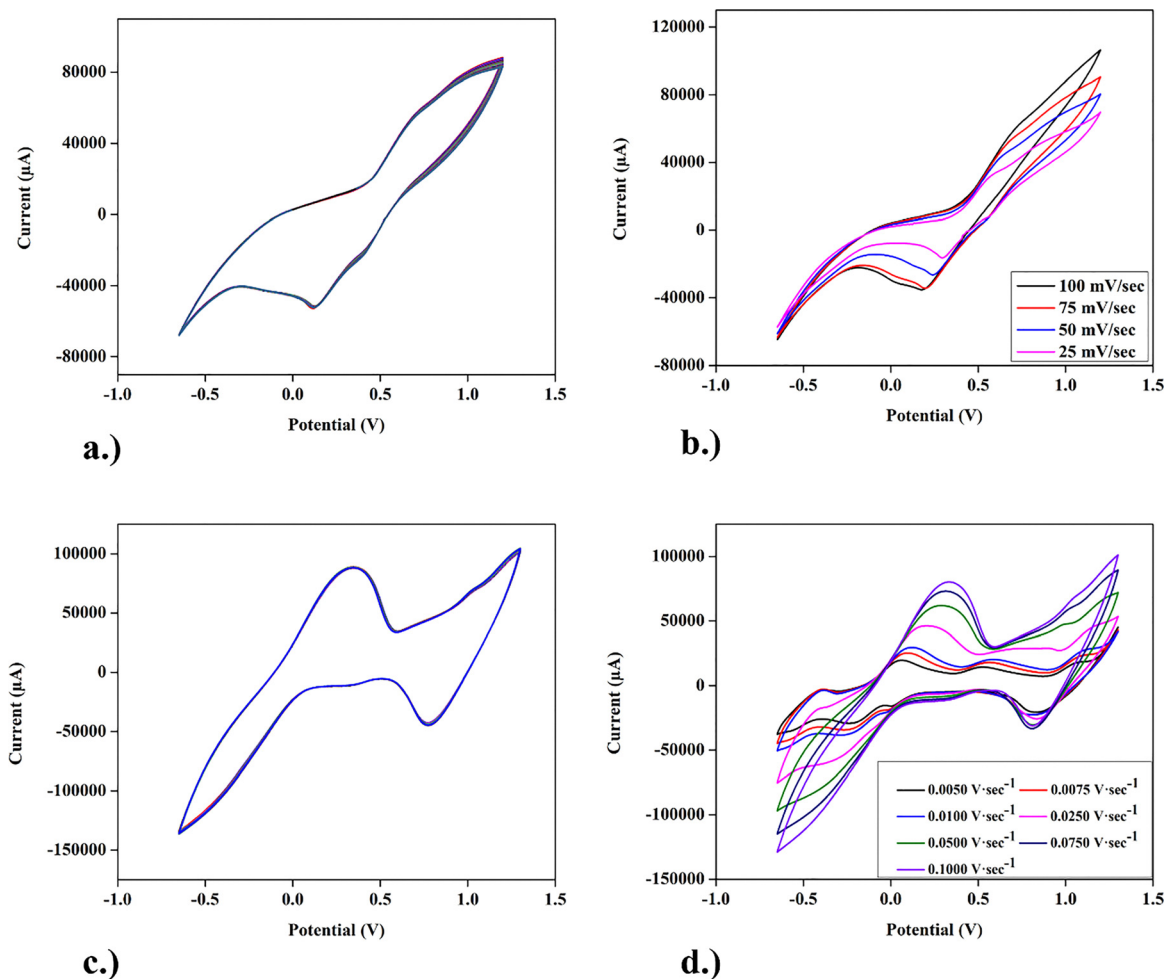 80000
40000
0
-40000
-80000
Current (µA)
-1.0 -0.5 0.0 0.5 1.0 1.5
Potential (V)
a.)
120000
80000
40000
0
-40000
-80000
Current (µA)
100 mV/sec
75 mV/sec
50 mV/sec
25 mV/sec
-1.0 -0.5 0.0 0.5 1.0 1.5
Potential (V)
b.)
100000
50000
0
-50000
-100000
-150000
Current (µA)
-1.0 -0.5 0.0 0.5 1.0 1.5
Potential (V)
c.)
100000
50000
0
-50000
-100000
-150000
Current (µA)
0.0050 V·sec⁻¹ 0.0075 V·sec⁻¹
0.0100 V·sec⁻¹ 0.0250 V·sec⁻¹
0.0500 V·sec⁻¹ 0.0750 V·sec⁻¹
0.1000 V·sec⁻¹
-1.0 -0.5 0.0 0.5 1.0 1.5
Potential (V)
d.)